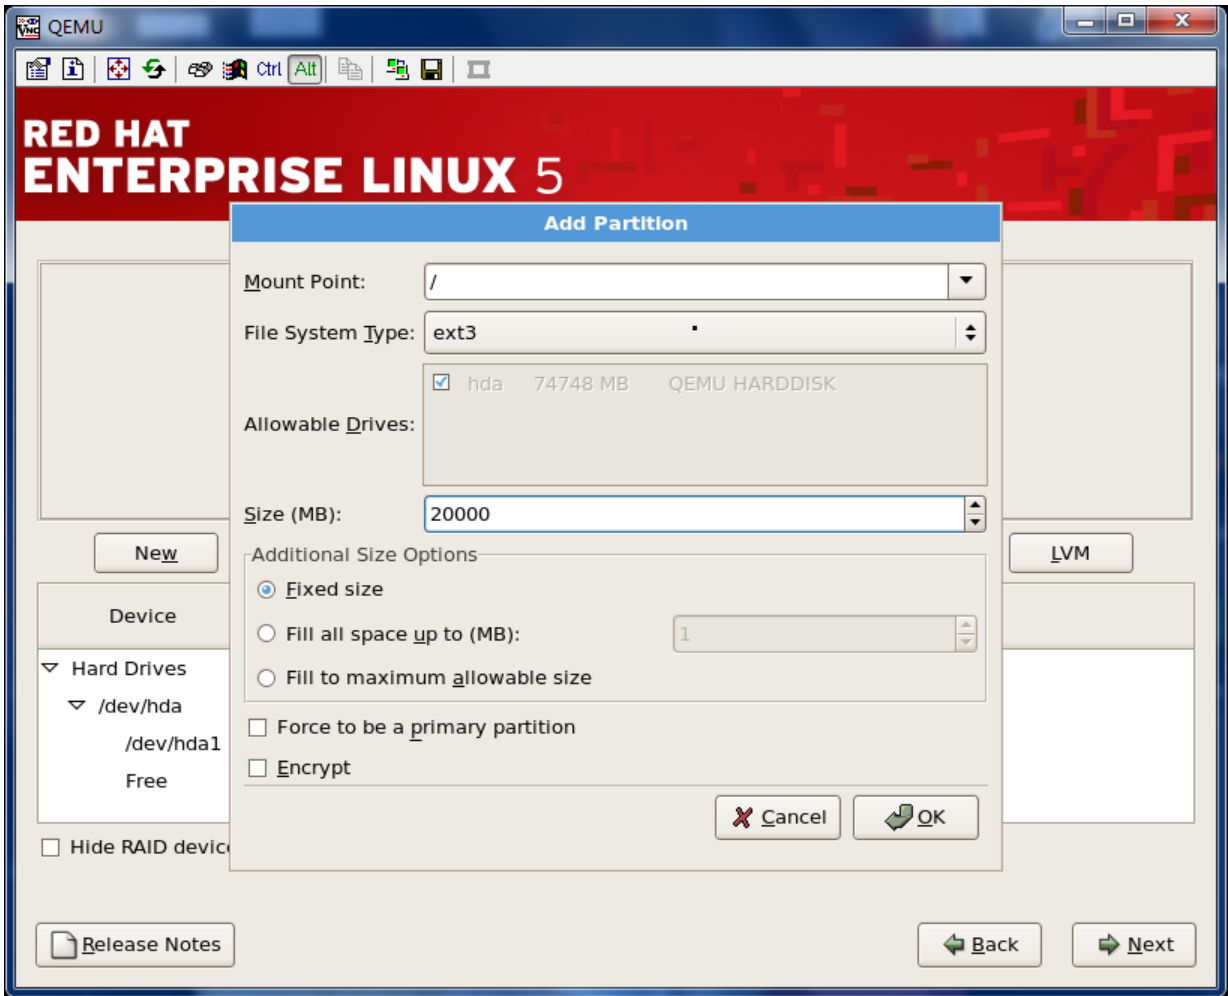 QEMU
Ctrl Alt
RED HAT
ENTERPRISE LINUX 5
Add Partition
Mount Point: /
File System Type: ext3
hda 74748 MB QEMU HARDDISK
Allowable Drives:
Size (MB): 20000
New
LVM
Additional Size Options
Fixed size
Device
Fill all space up to (MB): 1
Hard Drives
Fill to maximum allowable size
/dev/hda
Force to be a primary partition
/dev/hda1
Encrypt
Free
Cancel OK
Hide RAID devic
Release Notes Back Next